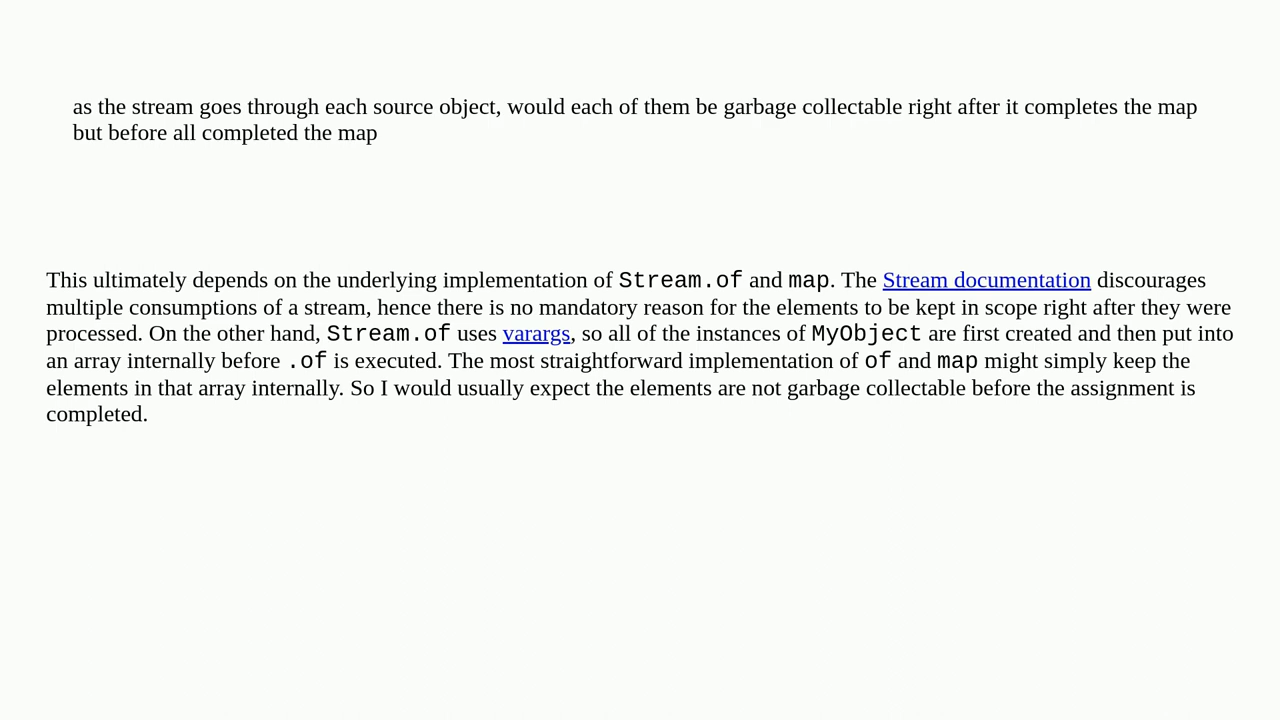 as the stream goes through each source object, would each of them be garbage collectable right after it completes the map
but before all completed the map
This ultimately depends on the underlying implementation of Stream.of and map. The Stream documentation discourages
multiple consumptions of a stream, hence there is no mandatory reason for the elements to be kept in scope right after they were
processed. On the other hand, Stream.of uses varargs, so all of the instances of MyObject are first created and then put into
an array internally before .of is executed. The most straightforward implementation of of and map might simply keep the
elements in that array internally. So I would usually expect the elements are not garbage collectable before the assignment is
completed.